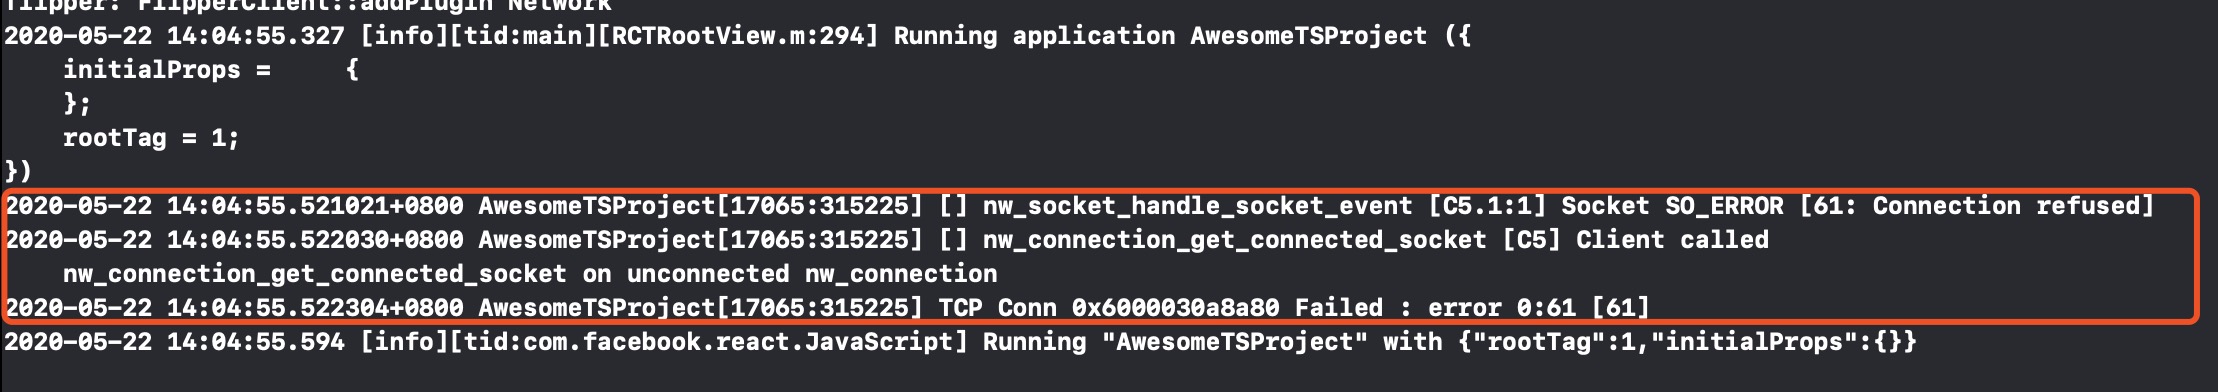 flipper: FlipperClient::addPlugin Network
2020-05-22 14:04:55.327 [info][tid:main][RCTRootView.m:294] Running application AwesomeTSProject ({
    initialProps =     {
    };
    rootTag = 1;
})
2020-05-22 14:04:55.521021+0800 AwesomeTSProject[17065:315225] [] nw_socket_handle_socket_event [C5.1:1] Socket SO_ERROR [61: Connection refused]
2020-05-22 14:04:55.522030+0800 AwesomeTSProject[17065:315225] [] nw_connection_get_connected_socket [C5] Client called
    nw_connection_get_connected_socket on unconnected nw_connection
2020-05-22 14:04:55.522304+0800 AwesomeTSProject[17065:315225] TCP Conn 0x6000030a8a80 Failed : error 0:61 [61]
2020-05-22 14:04:55.594 [info][tid:com.facebook.react.JavaScript] Running "AwesomeTSProject" with {"rootTag":1,"initialProps":{}}